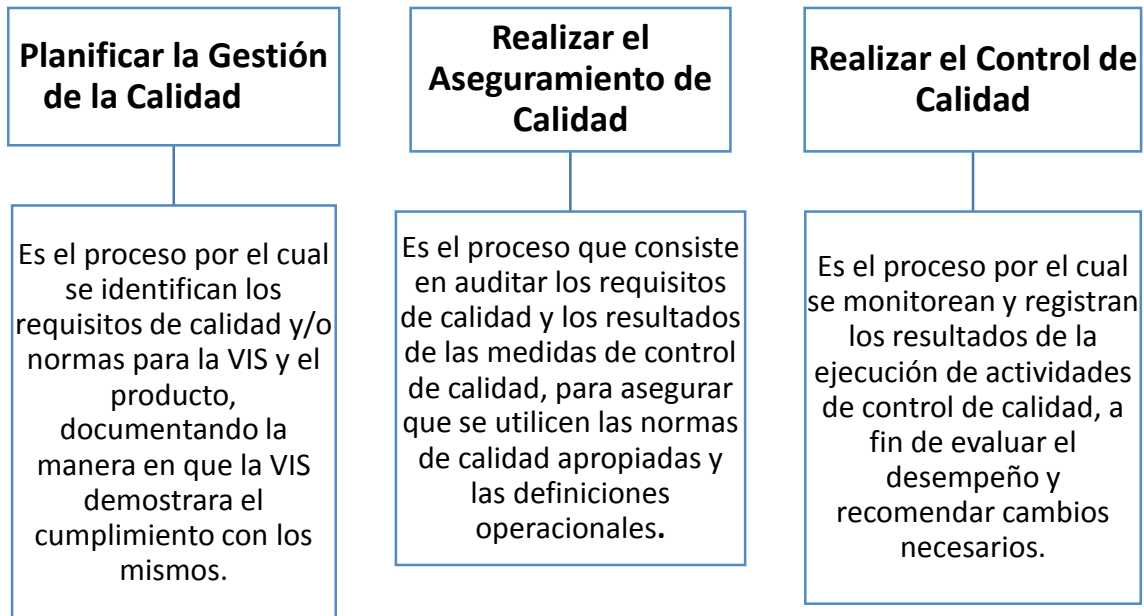 Planificar la Gestión
de la Calidad
Es el proceso por el cual
se identifican los
requisitos de calidad y/o
normas para la VIS y el
producto,
documentando la
manera en que la VIS
demostrara el
cumplimiento con los
mismos.
Realizar el
Aseguramiento de
Calidad
Es el proceso que consiste
en auditar los requisitos
de calidad y los resultados
de las medidas de control
de calidad, para asegurar
que se utilicen las normas
de calidad apropiadas y
las definiciones
operacionales.
Realizar el Control de
Calidad
Es el proceso por el cual
se monitorean y registran
los resultados de la
ejecución de actividades
de control de calidad, a
fin de evaluar el
desempeño y
recomendar cambios
necesarios.